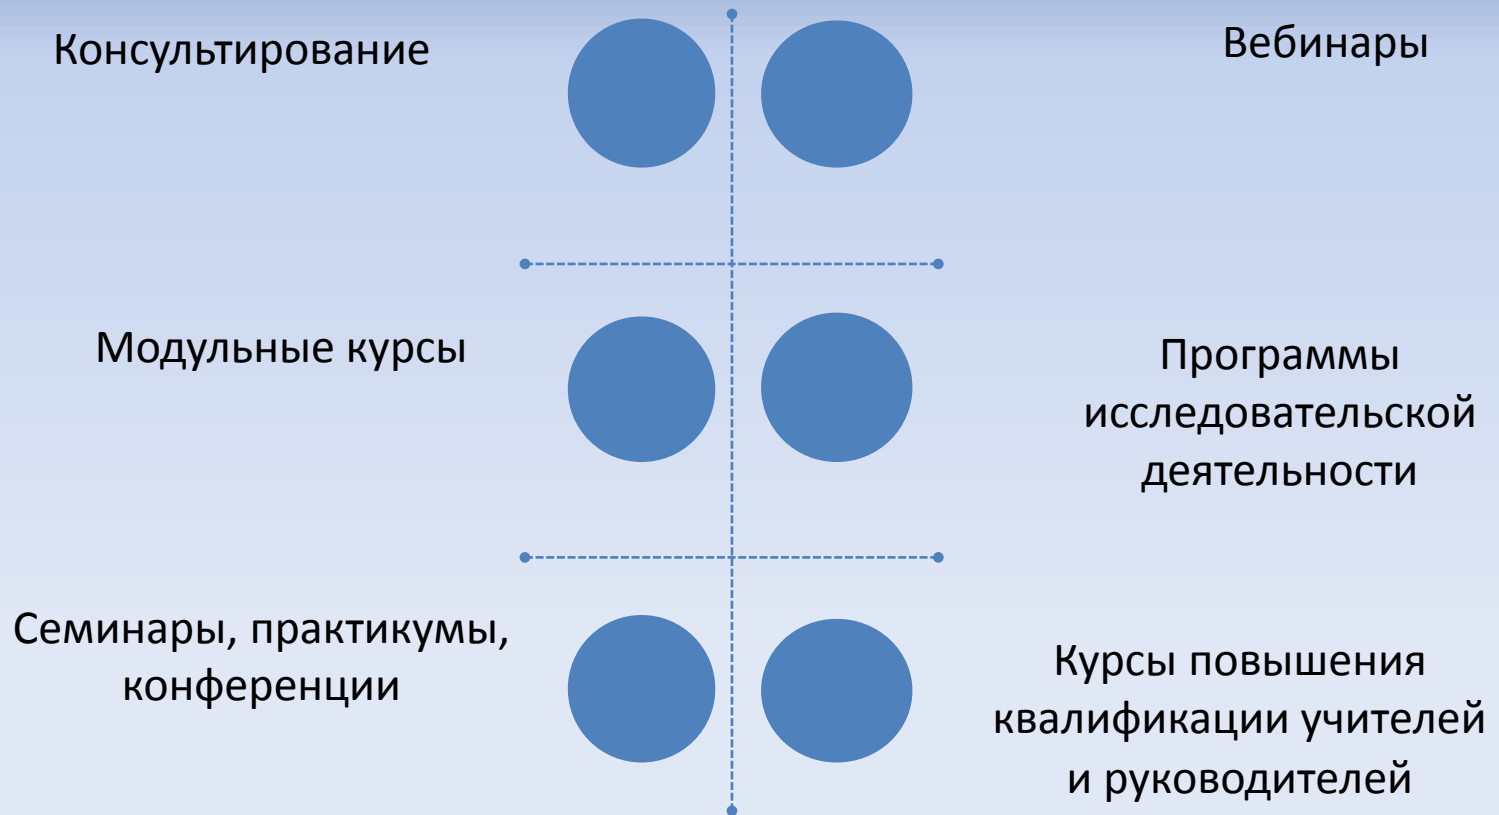 Консультирование
Вебинары
Модульные курсы
Программы
исследовательской
деятельности
Семинары, практикумы,
конференции
Курсы повышения
квалификации учителей
и руководителей